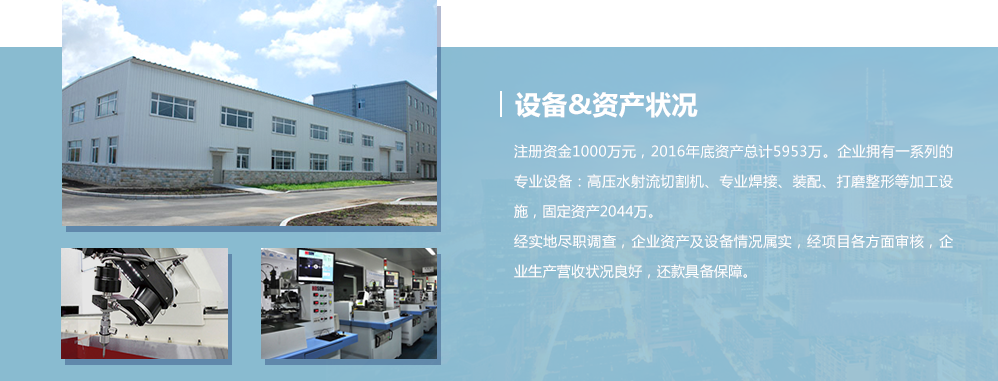 设备&资产状况
注册资金1000万元，2016年底资产总计5953万。企业拥有一系列的
专业设备：高压水射流切割机、专业焊接、装配、打磨整形等加工设
施，固定资产2044万。
经实地尽职调查，企业资产及设备情况属实，经项目各方面审核，企
业生产营收状况良好，还款具备保障。